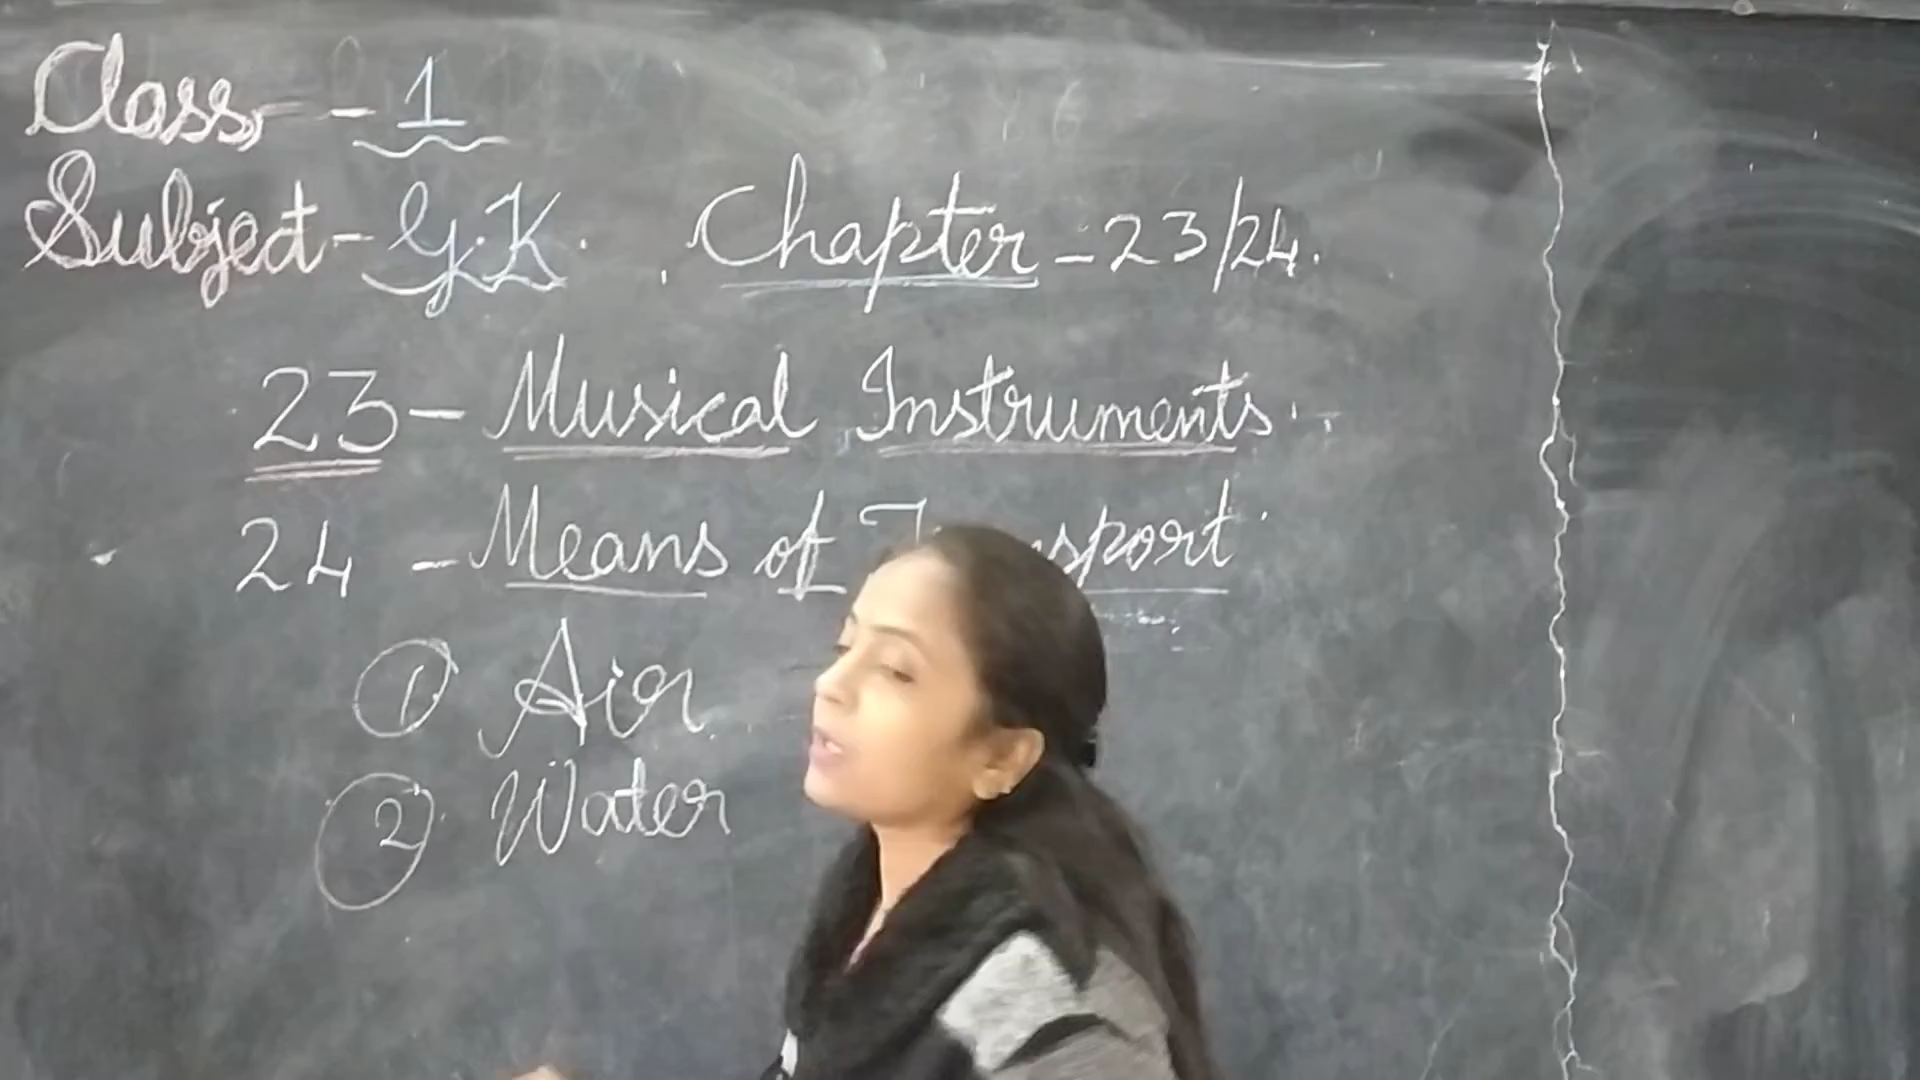 Class - 1
Subject - G.K. Chapter - 23/24.
23 - Musical Instruments.
24 - Means of
① Air
② Water